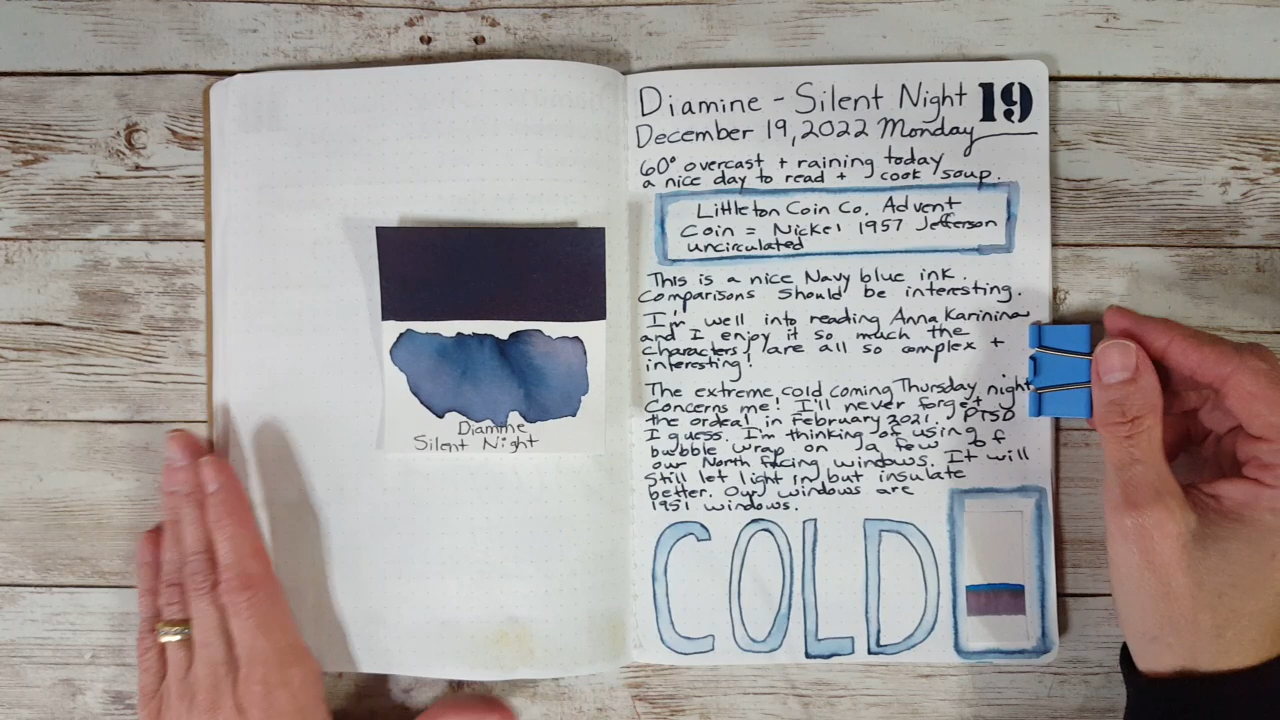 Diamine
Silent Night
Diamine - Silent Night 19
December 19, 2022 Monday
60° overcast + raining today
a nice day to read + cook soup.
Littleton Coin Co. Advent
Coin = Nickel 1957 Jefferson
uncirculated
This is a nice Navy blue ink.
Comparisons should be interesting.
I'm well into reading Anna Karinina
and I enjoy it so much the
characters are all so complex +
interesting!
The extreme cold coming Thursday night
Concerns me! I'll never forget
the ordeal in February 2021. PTSD
I guess. I'm thinking of using
bubble wrap on a few of
our North facing windows. It will
still let light in but insulate
better. Our windows are
1951 windows.
COLD